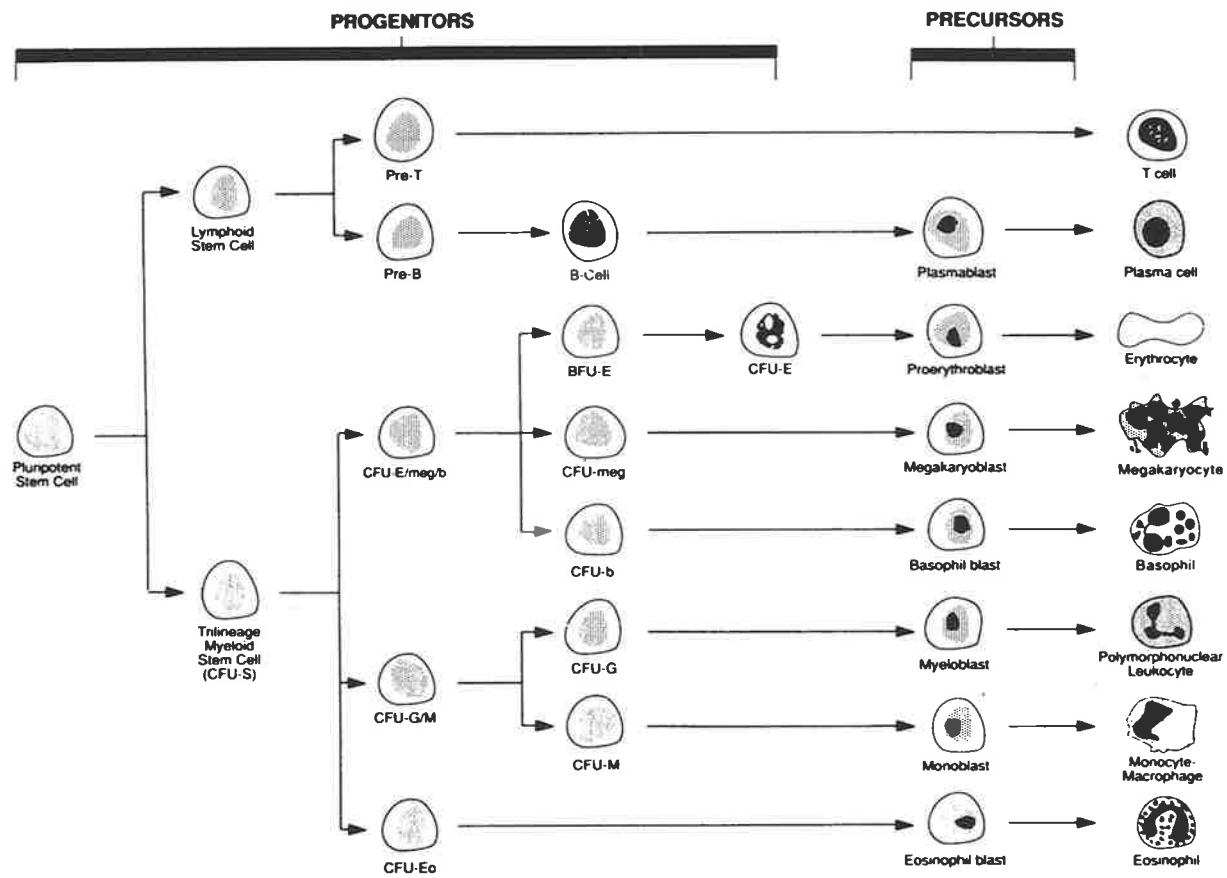 PROGENITORS
PRECURSORS
Pre-T
T cell
Lymphoid
Stem Cell
Pre-B
B-Cell
Plasmablast
Plasma cell
BFU-E
CFU-E
Proerythroblast
Erythrocyte
Pluripotent
Stem Cell
CFU-E/meg/b
CFU-meg
Megakaryoblast
Megakaryocyte
CFU-b
Basophil blast
Basophil
Trilineage
Myeloid
Stem Cell
(CFU-S)
CFU-G/M
CFU-G
Myeloblast
Polymorphonuclear
Leukocyte
CFU-M
Monoblast
Monocyte-
Macrophage
CFU-Eo
Eosinophil blast
Eosinophil